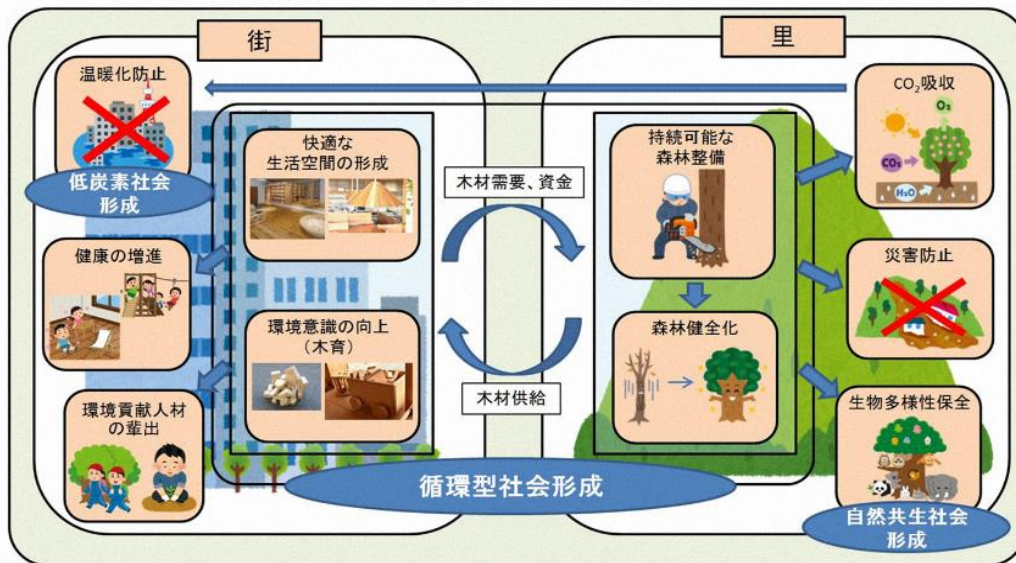 街
里
温暖化防止
低炭素社会
形成
健康の増進
環境貢献人材
の輩出
快適な
生活空間の形成
環境意識の向上
（木育）
木材需要、資金
木材供給
持続可能な
森林整備
森林健全化
CO₂吸収
O₂
CO₂
H₂O
災害防止
生物多様性保全
自然共生社会
形成
循環型社会形成